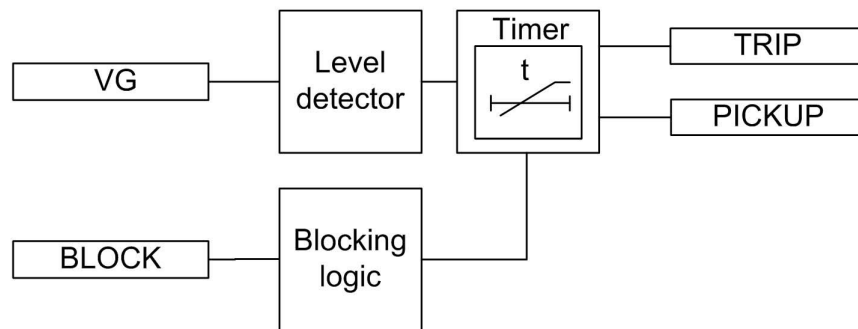 VG
Level
detector
Timer
t
TRIP
PICKUP
BLOCK
Blocking
logic